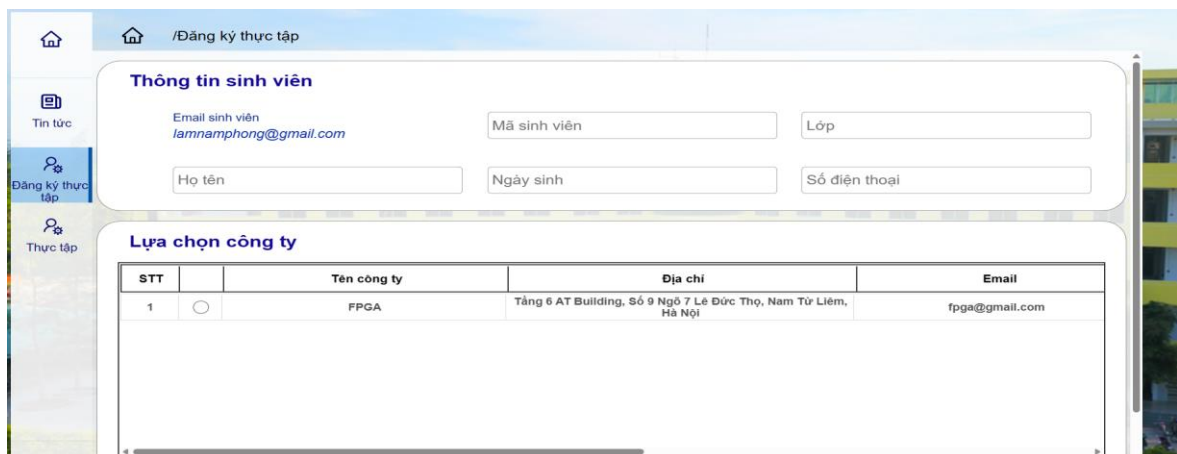 /Đăng ký thực tập
Tin tức
Đăng ký thực
tập
Thực tập
Thông tin sinh viên
Email sinh viên
lamnamphong@gmail.com
Mã sinh viên
Lớp
Họ tên
Ngày sinh
Số điện thoại
Lựa chọn công ty
STT Tên công ty Địa chỉ Email
1 FPGA Tầng 6 AT Building, Số 9 Ngõ 7 Lê Đức Thọ, Nam Từ Liêm, fpga@gmail.com
Hà Nội